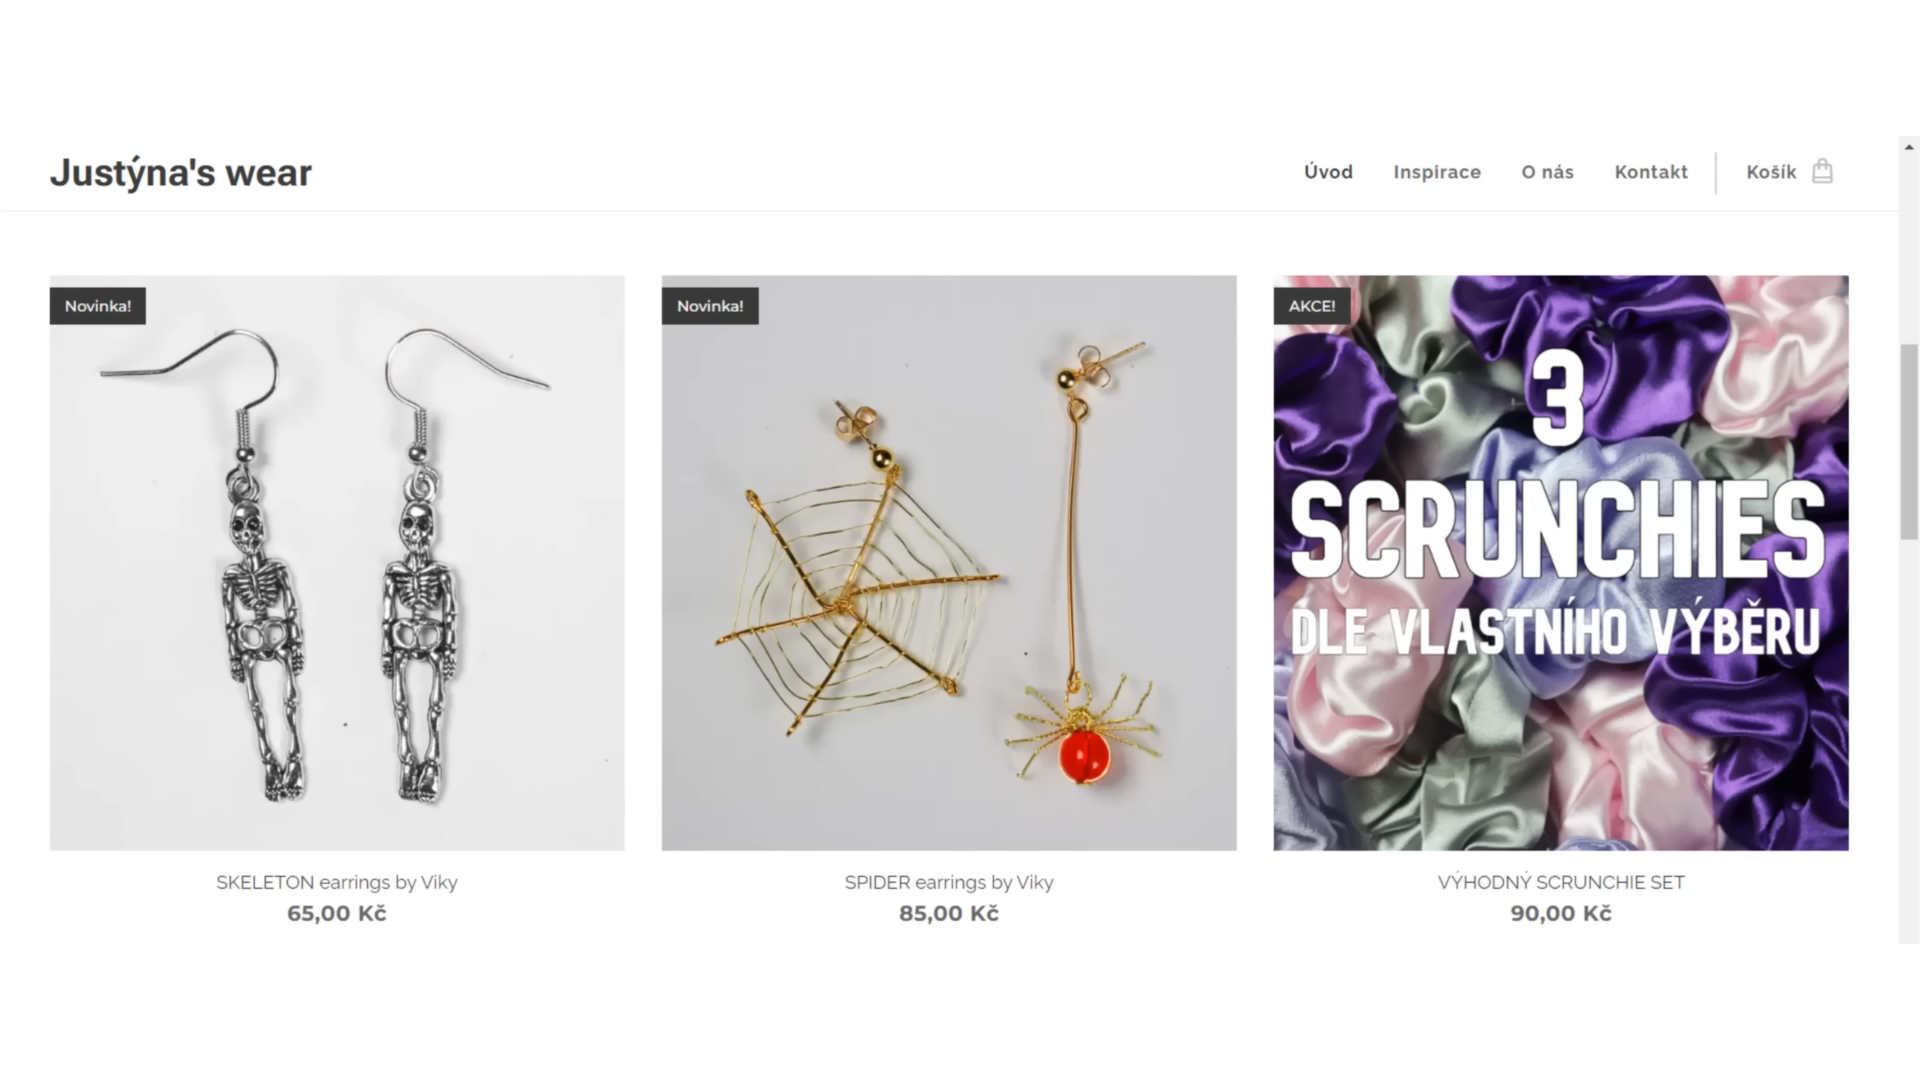 Justýna's wear
Úvod Inspirace O nás Kontakt Košík
Novinka!
Novinka!
AKCE!
3
SCRUNCHIES
DLE VLASTNÍHO VÝBĚRU
SKELETON earrings by Viky
65,00 Kč
SPIDER earrings by Viky
85,00 Kč
VÝHODNÝ SCRUNCHIE SET
90,00 Kč